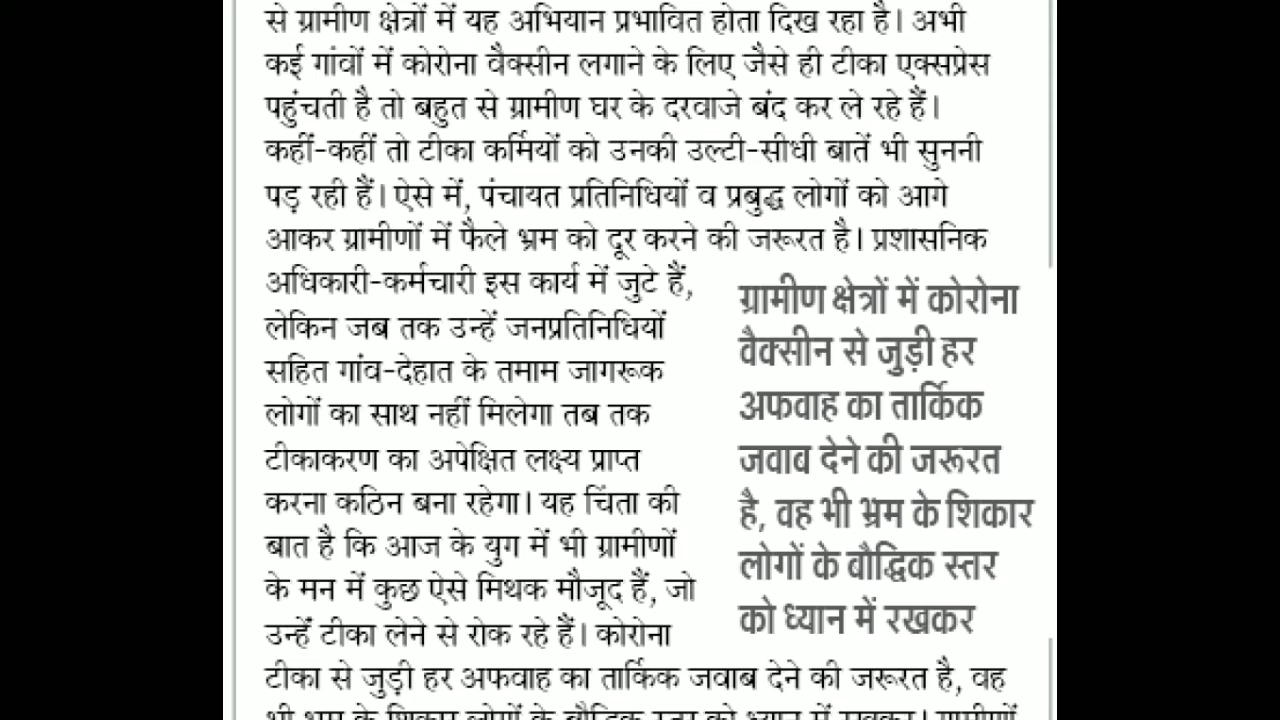 से ग्रामीण क्षेत्रों में यह अभियान प्रभावित होता दिख रहा है। अभी
कई गांवों में कोरोना वैक्सीन लगाने के लिए जैसे ही टीका एक्सप्रेस
पहुंचती है तो बहुत से ग्रामीण घर के दरवाजे बंद कर ले रहे हैं।
कहीं-कहीं तो टीका कर्मियों को उनकी उल्टी-सीधी बातें भी सुननी
पड़ रही हैं। ऐसे में, पंचायत प्रतिनिधियों व प्रबुद्ध लोगों को आगे
आकर ग्रामीणों में फैले भ्रम को दूर करने की जरूरत है। प्रशासनिक
अधिकारी-कर्मचारी इस कार्य में जुटे हैं,
लेकिन जब तक उन्हें जनप्रतिनिधियों
सहित गांव-देहात के तमाम जागरूक
लोगों का साथ नहीं मिलेगा तब तक
टीकाकरण का अपेक्षित लक्ष्य प्राप्त
करना कठिन बना रहेगा। यह चिंता की
बात है कि आज के युग में भी ग्रामीणों
के मन में कुछ ऐसे मिथक मौजूद हैं, जो
उन्हें टीका लेने से रोक रहे हैं। कोरोना
टीका से जुड़ी हर अफवाह का तार्किक जवाब देने की जरूरत है, वह
भी भ्रम के शिकार लोगों के बौद्धिक स्तर को ध्यान में रखकर। ग्रामीणों
ग्रामीण क्षेत्रों में कोरोना
वैक्सीन से जुड़ी हर
अफवाह का तार्किक
जवाब देने की जरूरत
है, वह भी भ्रम के शिकार
लोगों के बौद्धिक स्तर
को ध्यान में रखकर